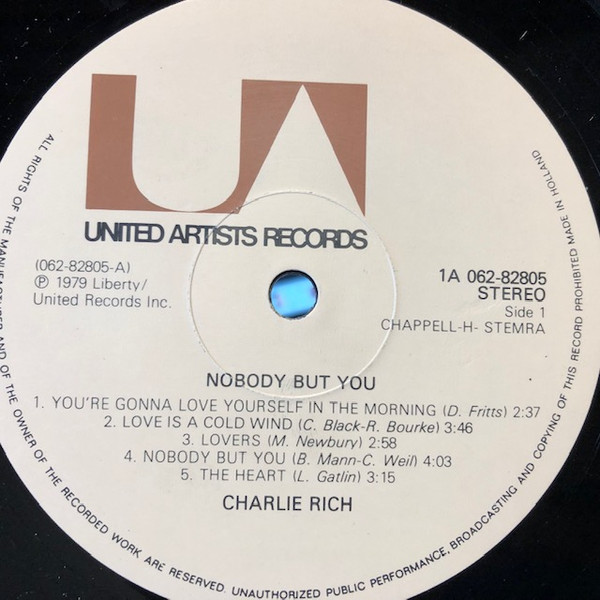 UA
UNITED ARTISTS RECORDS
(062-82805-A)
℗ 1979 Liberty/
United Records Inc.
1A 062-82805
STEREO
Side 1
CHAPPELL-H- STEMRA
NOBODY BUT YOU
1. YOU'RE GONNA LOVE YOURSELF IN THE MORNING (D. Fritts) 2:37
2. LOVE IS A COLD WIND (C. Black-R. Bourke) 3:46
3. LOVERS (M. Newbury) 2:58
4. NOBODY BUT YOU (B. Mann-C. Weil) 4:03
5. THE HEART (L. Gatlin) 3:15
CHARLIE RICH
ALL RIGHTS OF THE MANUFACTURER AND OF THE OWNER OF THE RECORDED WORK ARE RESERVED. UNAUTHORIZED PUBLIC PERFORMANCE, BROADCASTING AND COPYING OF THIS RECORD PROHIBITED MADE IN HOLLAND